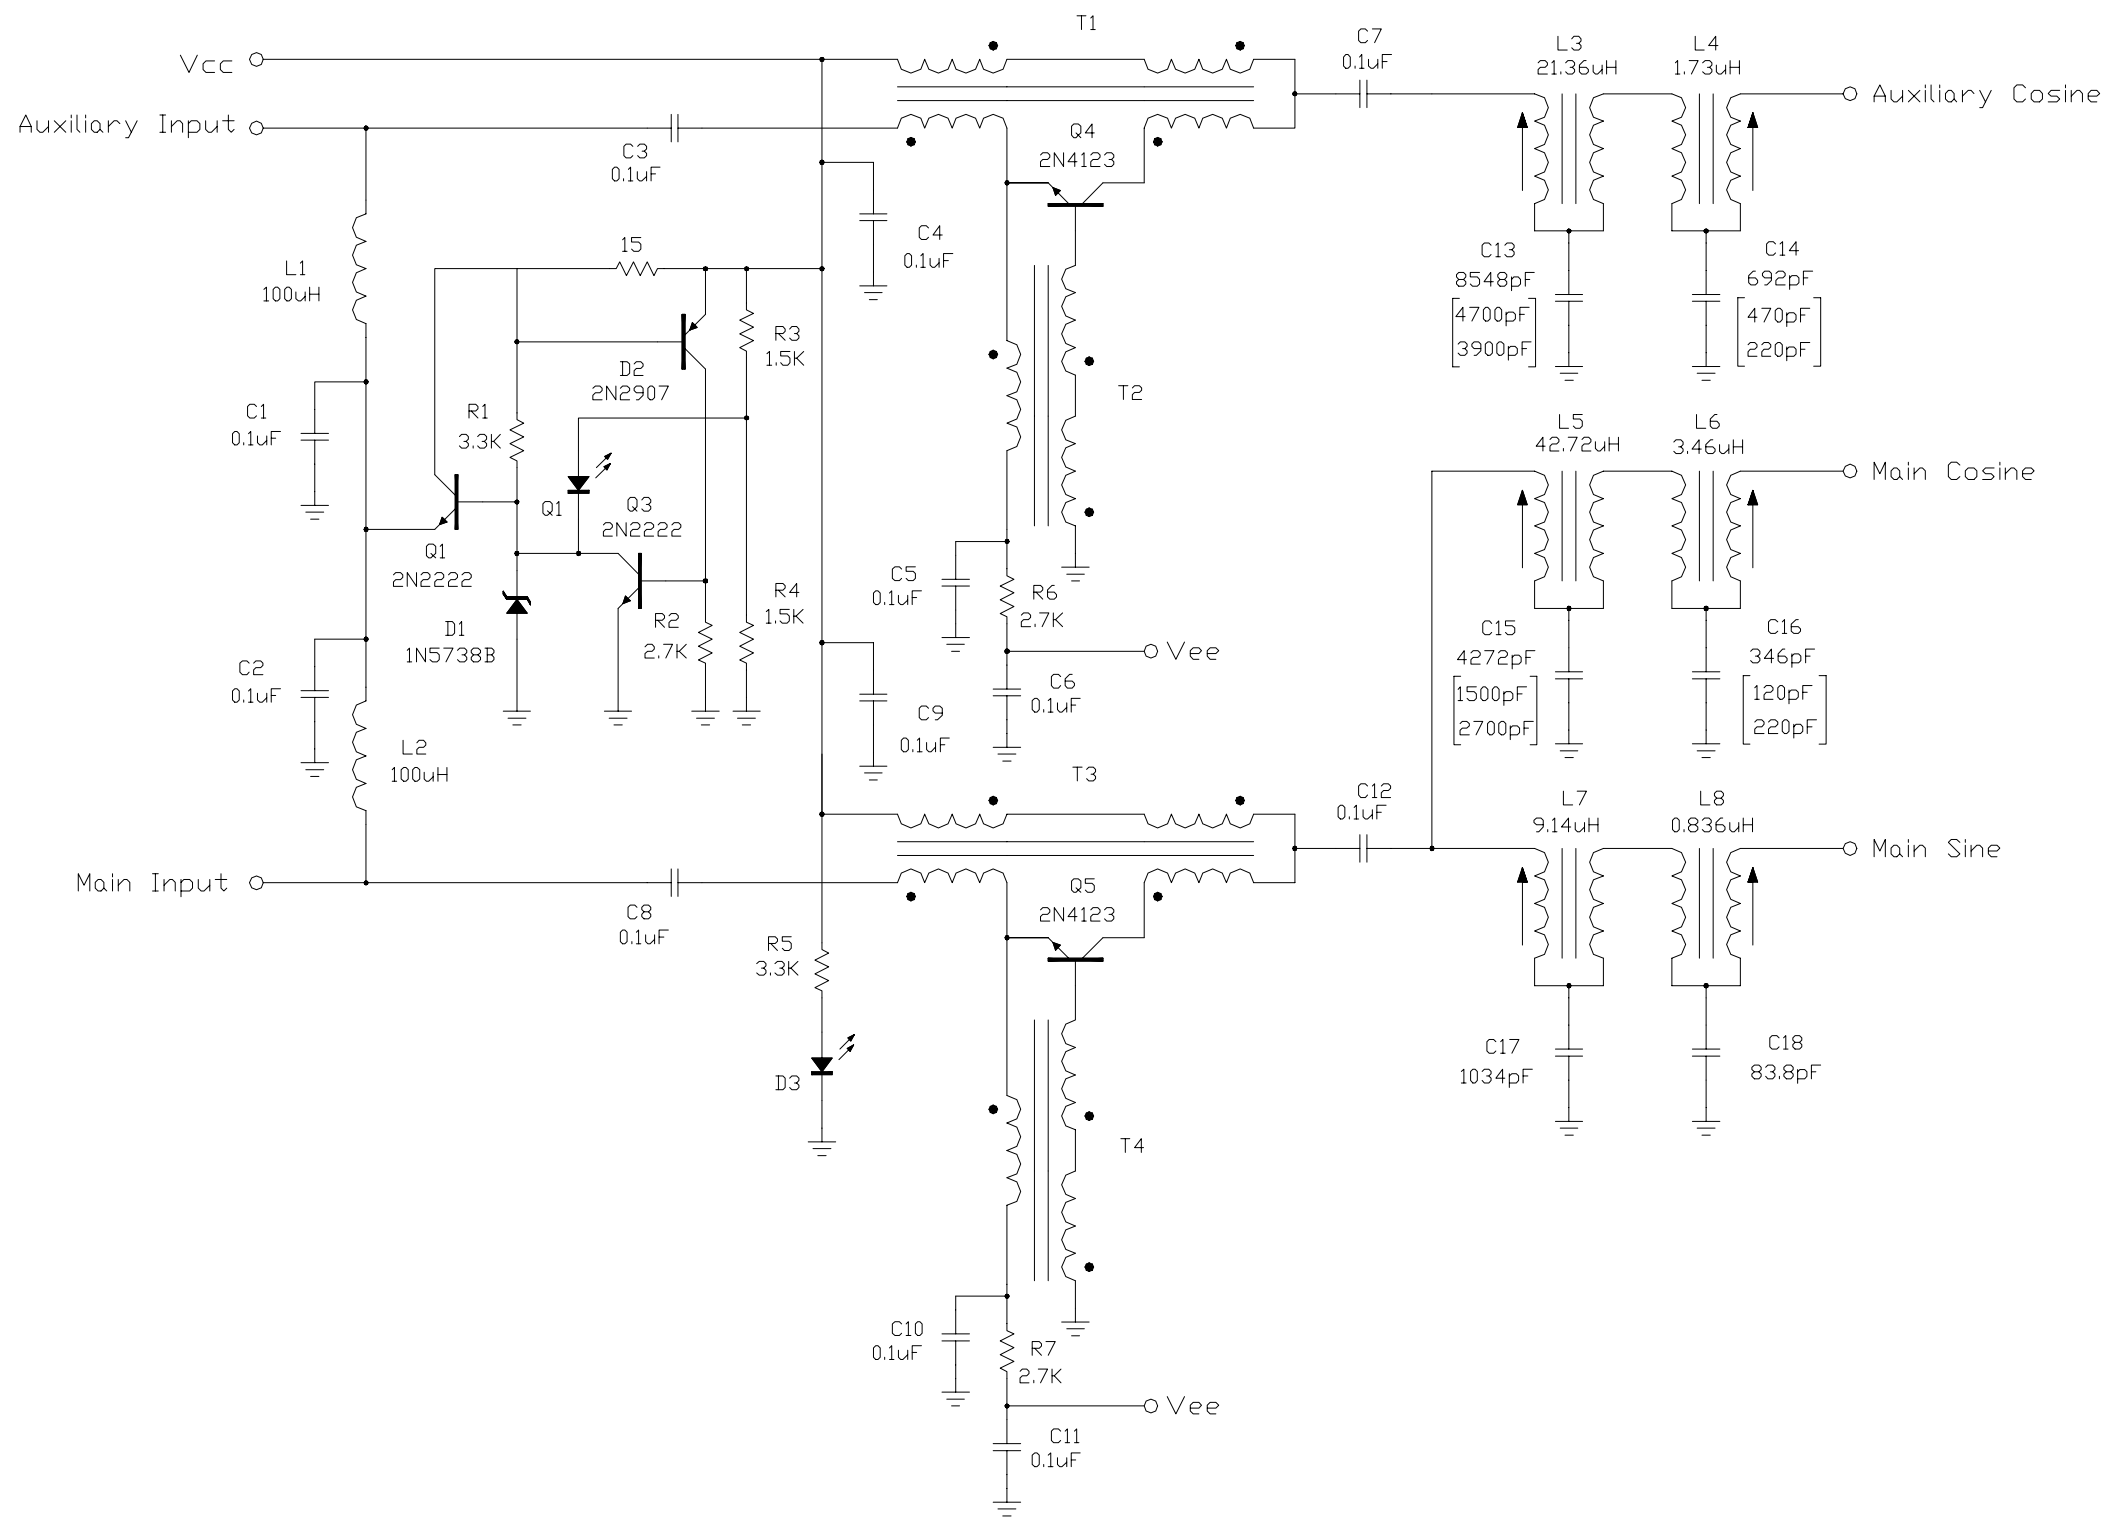 T1
Vcc
Auxiliary Input
C3
0.1uF
Q4
2N4123
C7
0.1uF
L3
21.36uH
L4
1.73uH
Auxiliary Cosine
L1
100uH
15
C4
0.1uF
C13
8548pF
4700pF
3900pF
C14
692pF
470pF
220pF
R3
1.5K
D2
2N2907
T2
C1
0.1uF
R1
3.3K
Q1
Q3
2N2222
Q1
2N2222
L5
42.72uH
L6
3.46uH
Main Cosine
D1
1N5738B
R2
2.7K
R4
1.5K
C5
0.1uF
R6
2.7K
Vee
C6
0.1uF
C2
0.1uF
C9
0.1uF
C15
4272pF
1500pF
2700pF
C16
346pF
120pF
220pF
L2
100uH
T3
C12
0.1uF
L7
9.14uH
L8
0.836uH
Main Sine
Main Input
C8
0.1uF
Q5
2N4123
R5
3.3K
D3
C17
1034pF
C18
83.8pF
T4
C10
0.1uF
R7
2.7K
Vee
C11
0.1uF